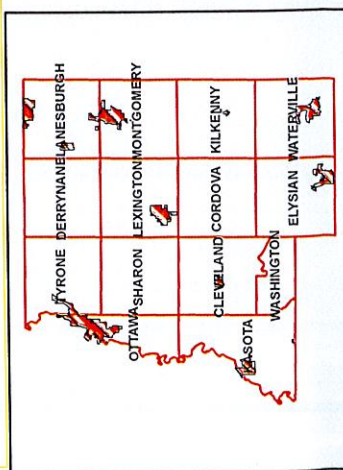 TYRONE DERRYNANE LANESBURGH
OTTAWA SHARON LEXINGTON MONTGOMERY
CLEVELAND CORDOVA KILKENNY
KASOTA
WASHINGTON
ELYSIAN WATERVILLE